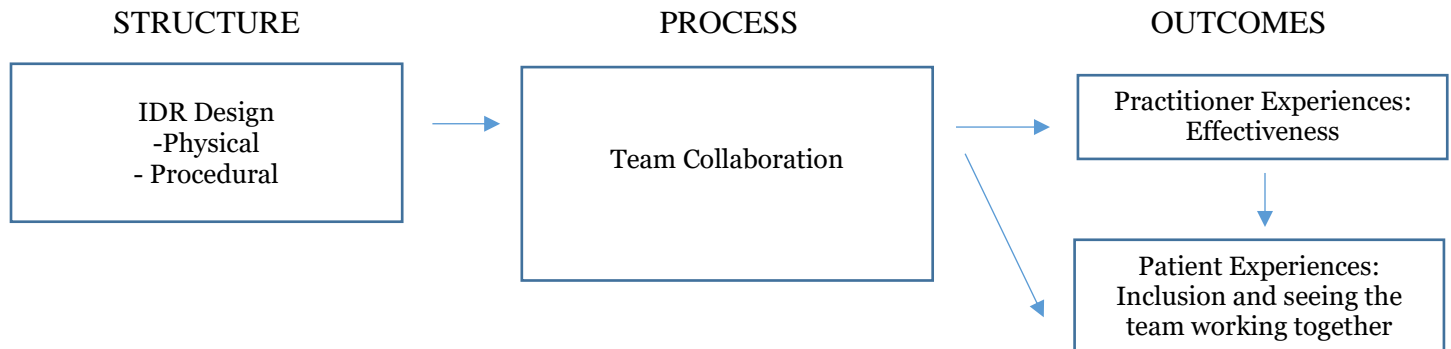 STRUCTURE
PROCESS
OUTCOMES
IDR Design
-Physical
- Procedural
Team Collaboration
Practitioner Experiences:
Effectiveness
Patient Experiences:
Inclusion and seeing the
team working together